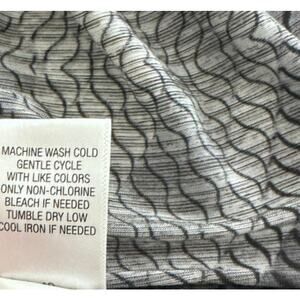 MACHINE WASH COLD
GENTLE CYCLE
WITH LIKE COLORS
ONLY NON-CHLORINE
BLEACH IF NEEDED
TUMBLE DRY LOW
COOL IRON IF NEEDED